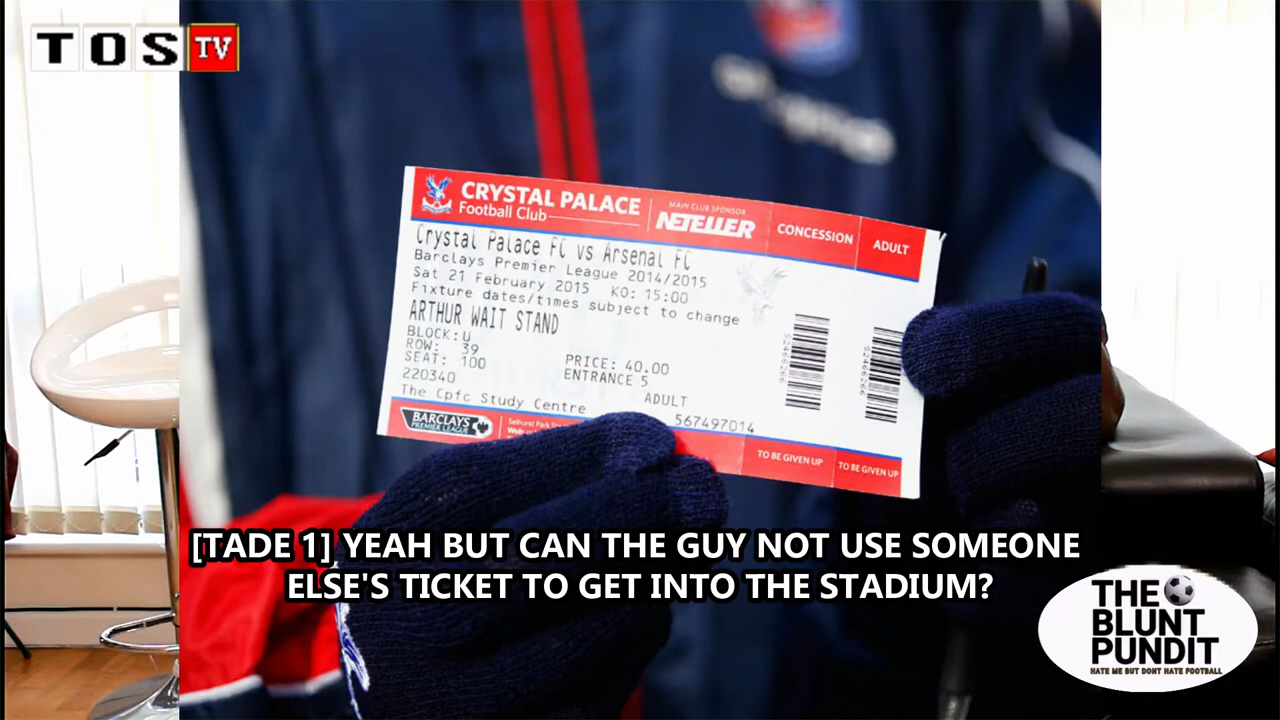 TOS TV
CRYSTAL PALACE
Football Club
MAIN CLUB SPONSOR
NETELLER
CONCESSION
ADULT
Crystal Palace FC vs Arsenal FC
Barclays Premier League 2014/2015
Sat 21 February 2015 KO: 15:00
Fixture dates/times subject to change
ARTHUR WAIT STAND
BLOCK: U
ROW: 39
SEAT: 100
PRICE: 40.00
220340
ENTRANCE 5
The Cpfc Study Centre
ADULT
567497014
BARCLAYS
PREMIER LEAGUE
Selhurst Park
TO BE GIVEN UP
TO BE GIVEN UP
[TADE 1] YEAH BUT CAN THE GUY NOT USE SOMEONE
ELSE'S TICKET TO GET INTO THE STADIUM?
THE
BLUNT
PUNDIT
HATE ME BUT DONT HATE FOOTBALL